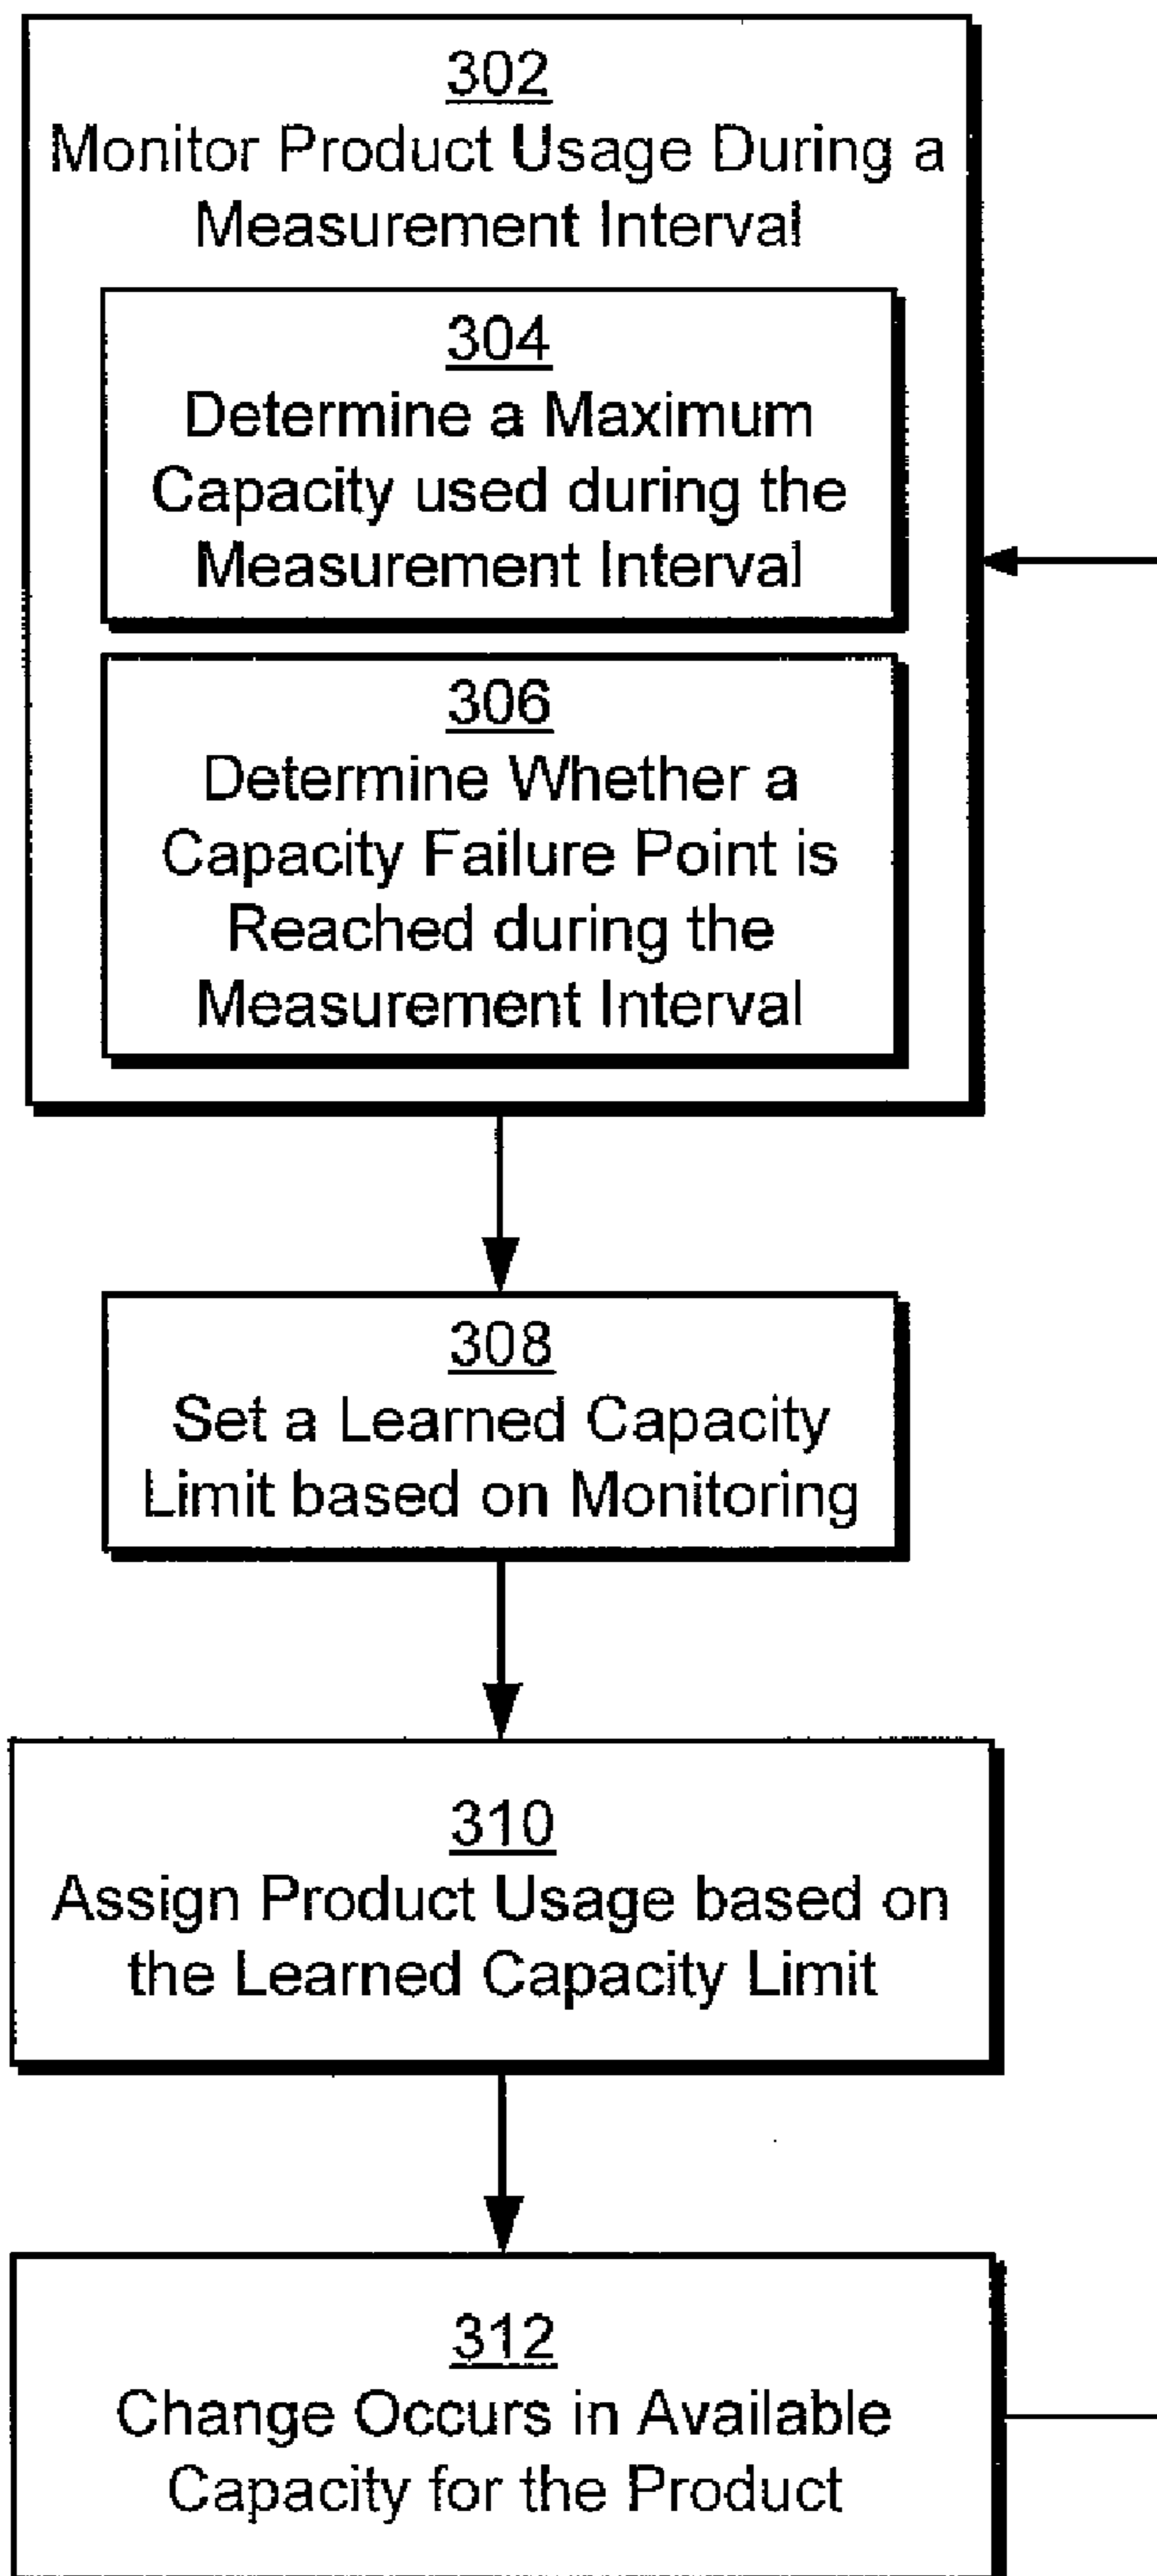 302
Monitor Product Usage During a
Measurement Interval
304
Determine a Maximum
Capacity used during the
Measurement Interval
306
Determine Whether a
Capacity Failure Point is
Reached during the
Measurement Interval
308
Set a Learned Capacity
Limit based on Monitoring
310
Assign Product Usage based on
the Learned Capacity Limit
312
Change Occurs in Available
Capacity for the Product